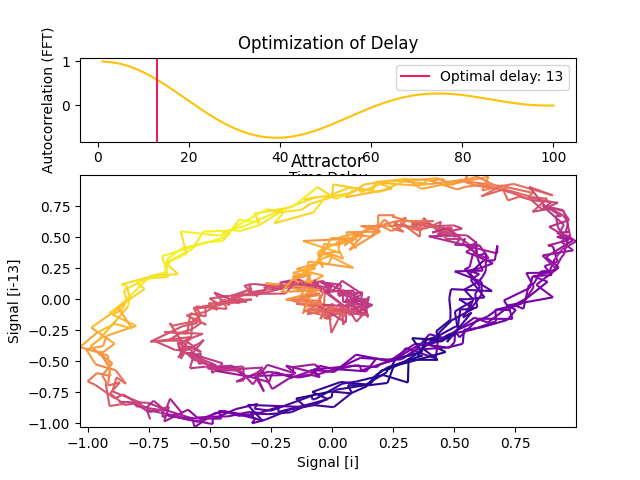 Optimization of Delay
Autocorrelation (FFT)
1
0
Optimal delay: 13
0 20 40 60 80 100
Time Delay
Attractor
Signal [i-13]
0.75
0.50
0.25
0.00
−0.25
−0.50
−0.75
−1.00
−1.00 −0.75 −0.50 −0.25 0.00 0.25 0.50 0.75
Signal [i]